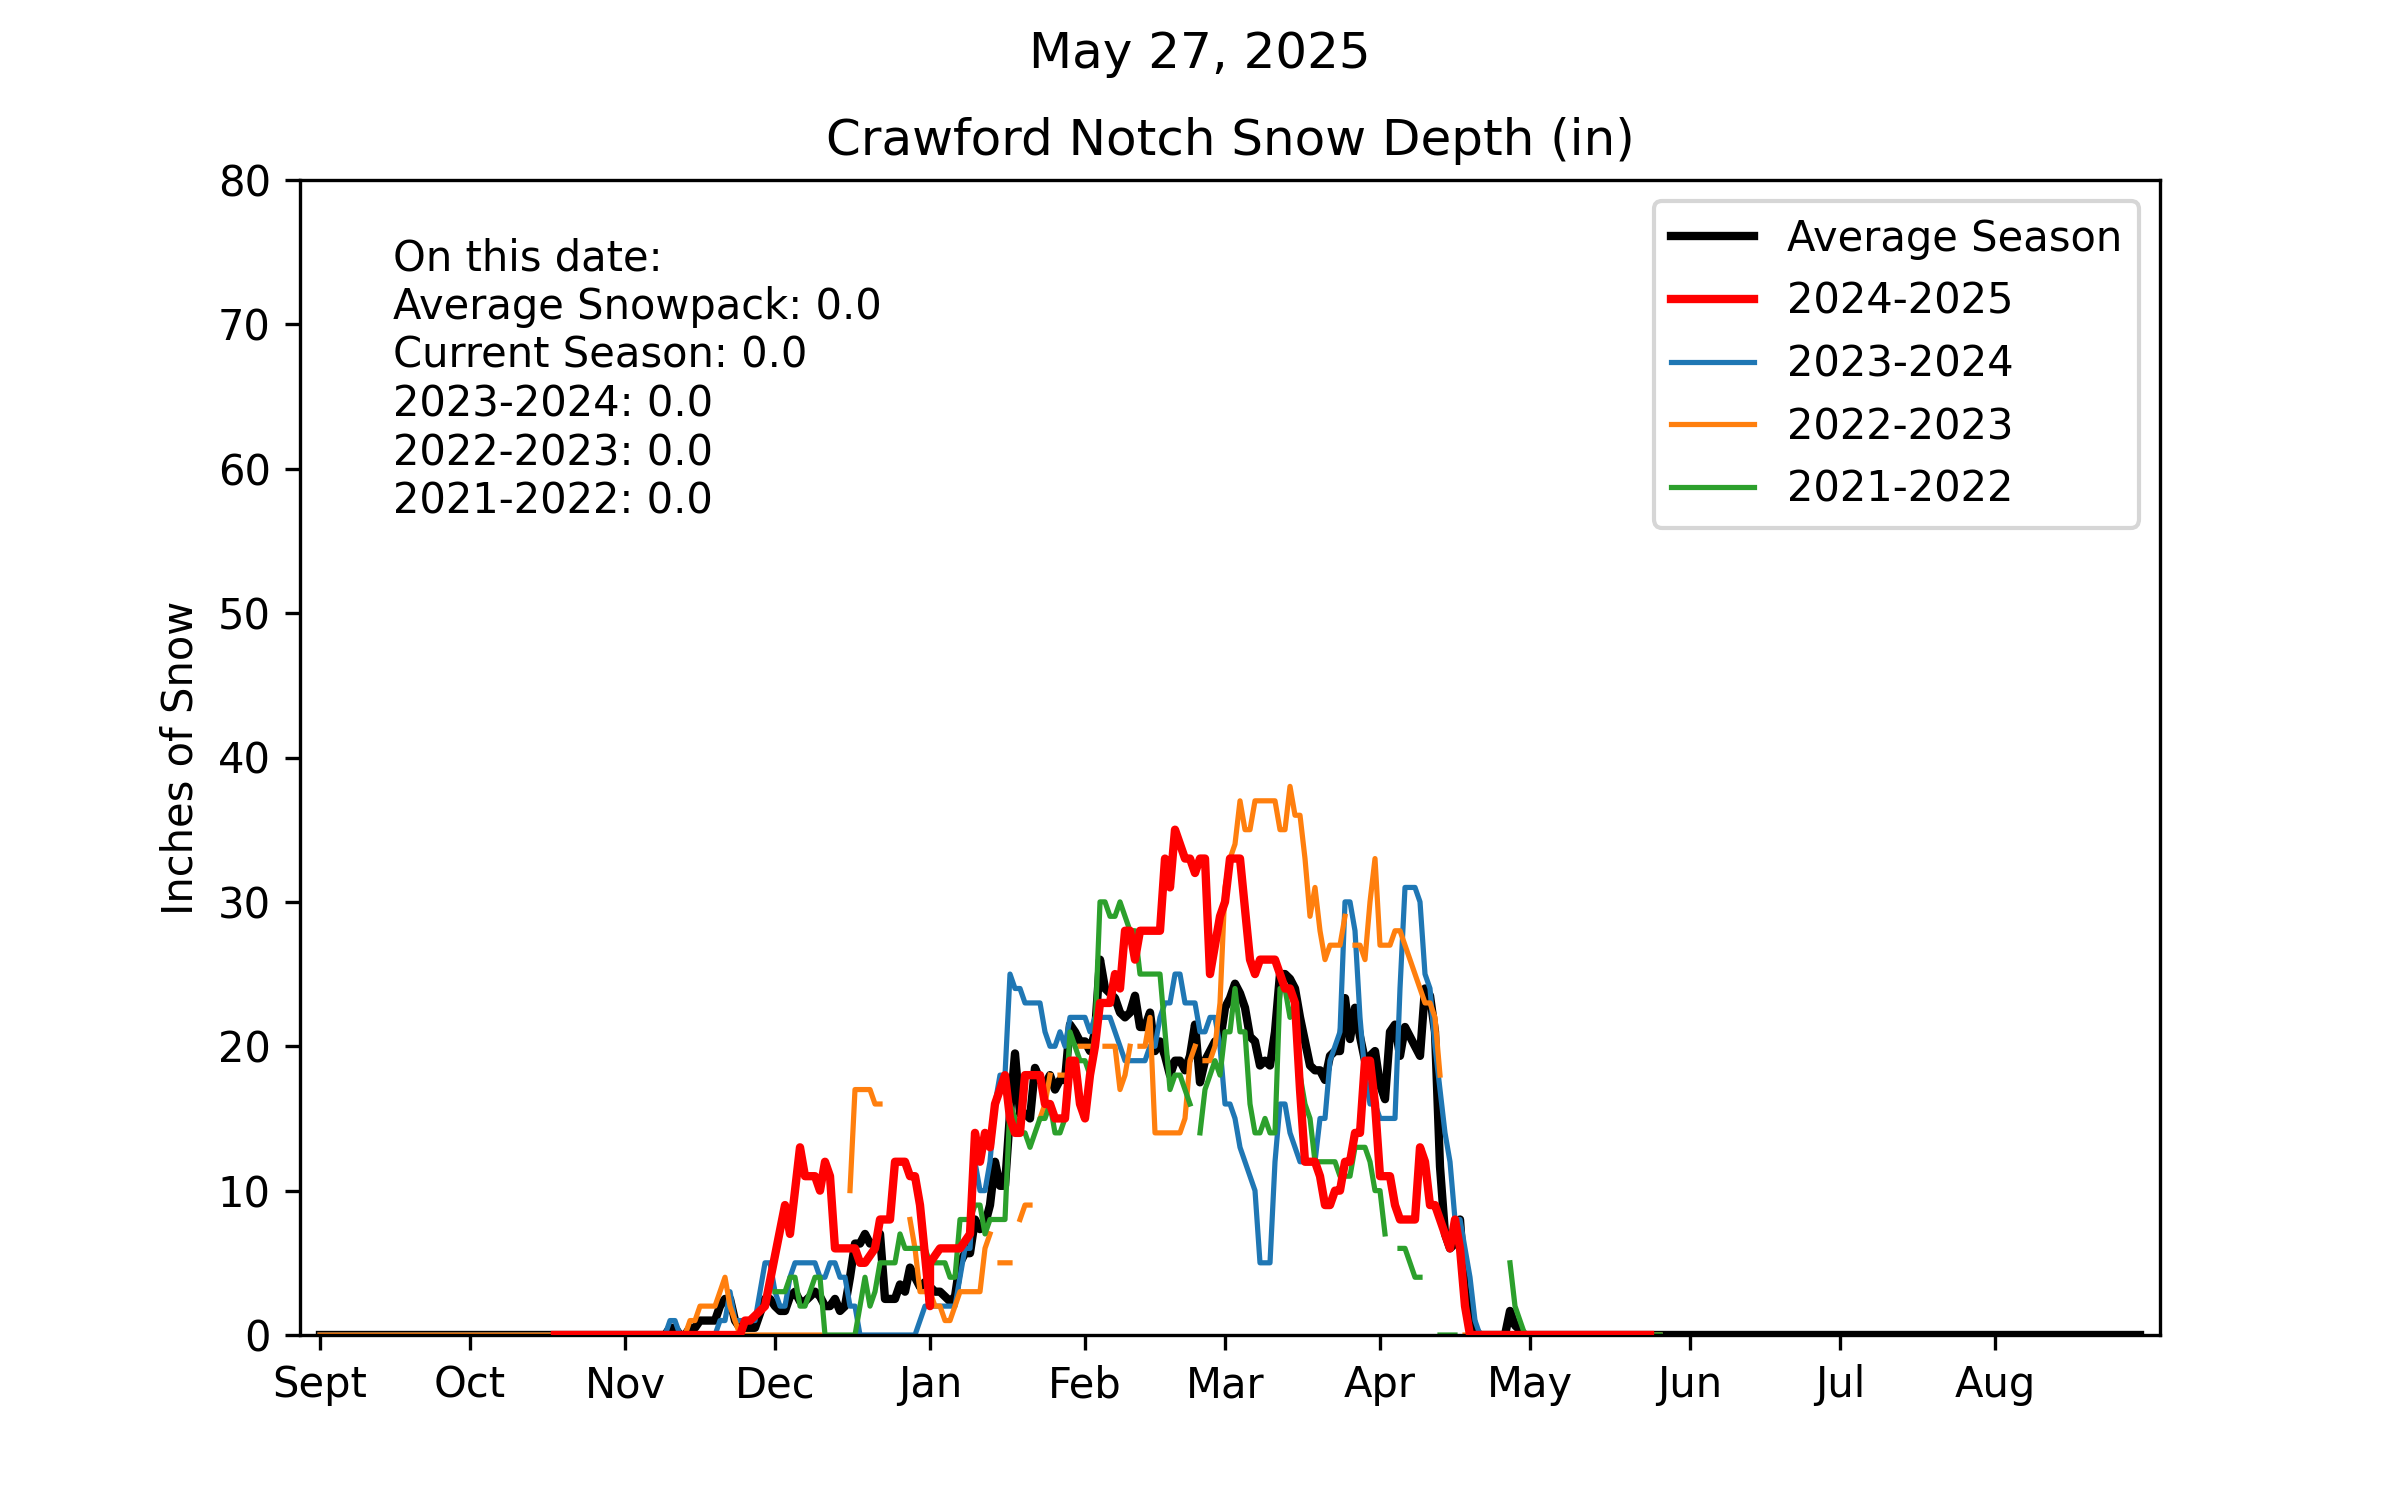 May 27, 2025
Crawford Notch Snow Depth (in)
80
70
60
50
40
30
20
10
0
Inches of Snow
On this date:
Average Snowpack: 0.0
Current Season: 0.0
2023-2024: 0.0
2022-2023: 0.0
2021-2022: 0.0
Average Season
2024-2025
2023-2024
2022-2023
2021-2022
Sept Oct Nov Dec Jan Feb Mar Apr May Jun Jul Aug